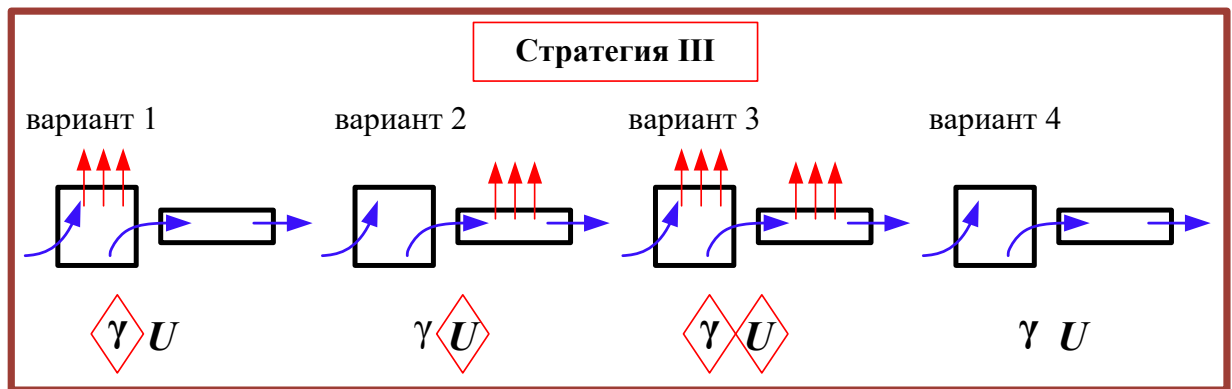 Стратегия III
вариант 1 вариант 2 вариант 3 вариант 4
γ U γ U γ U γ U